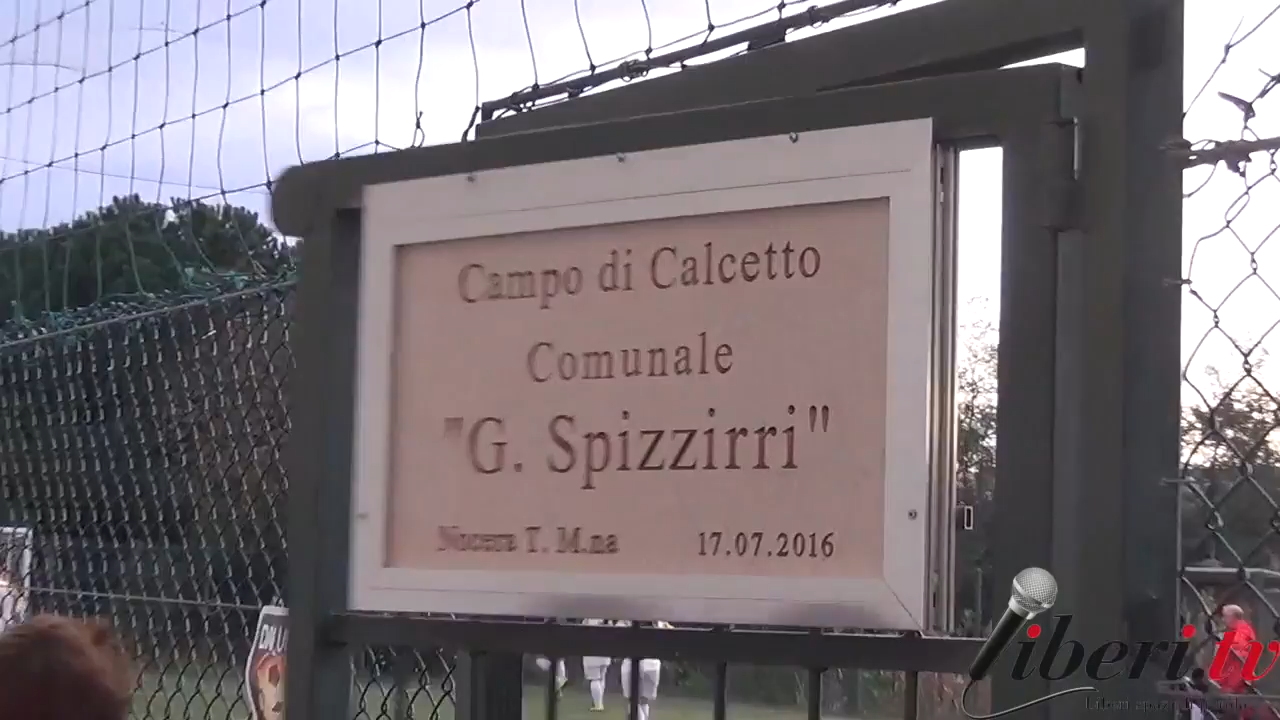 Campo di Calcetto
Comunale
"G. Spizzirri"
Nocera T. M.na 17.07.2016
liberi.tv